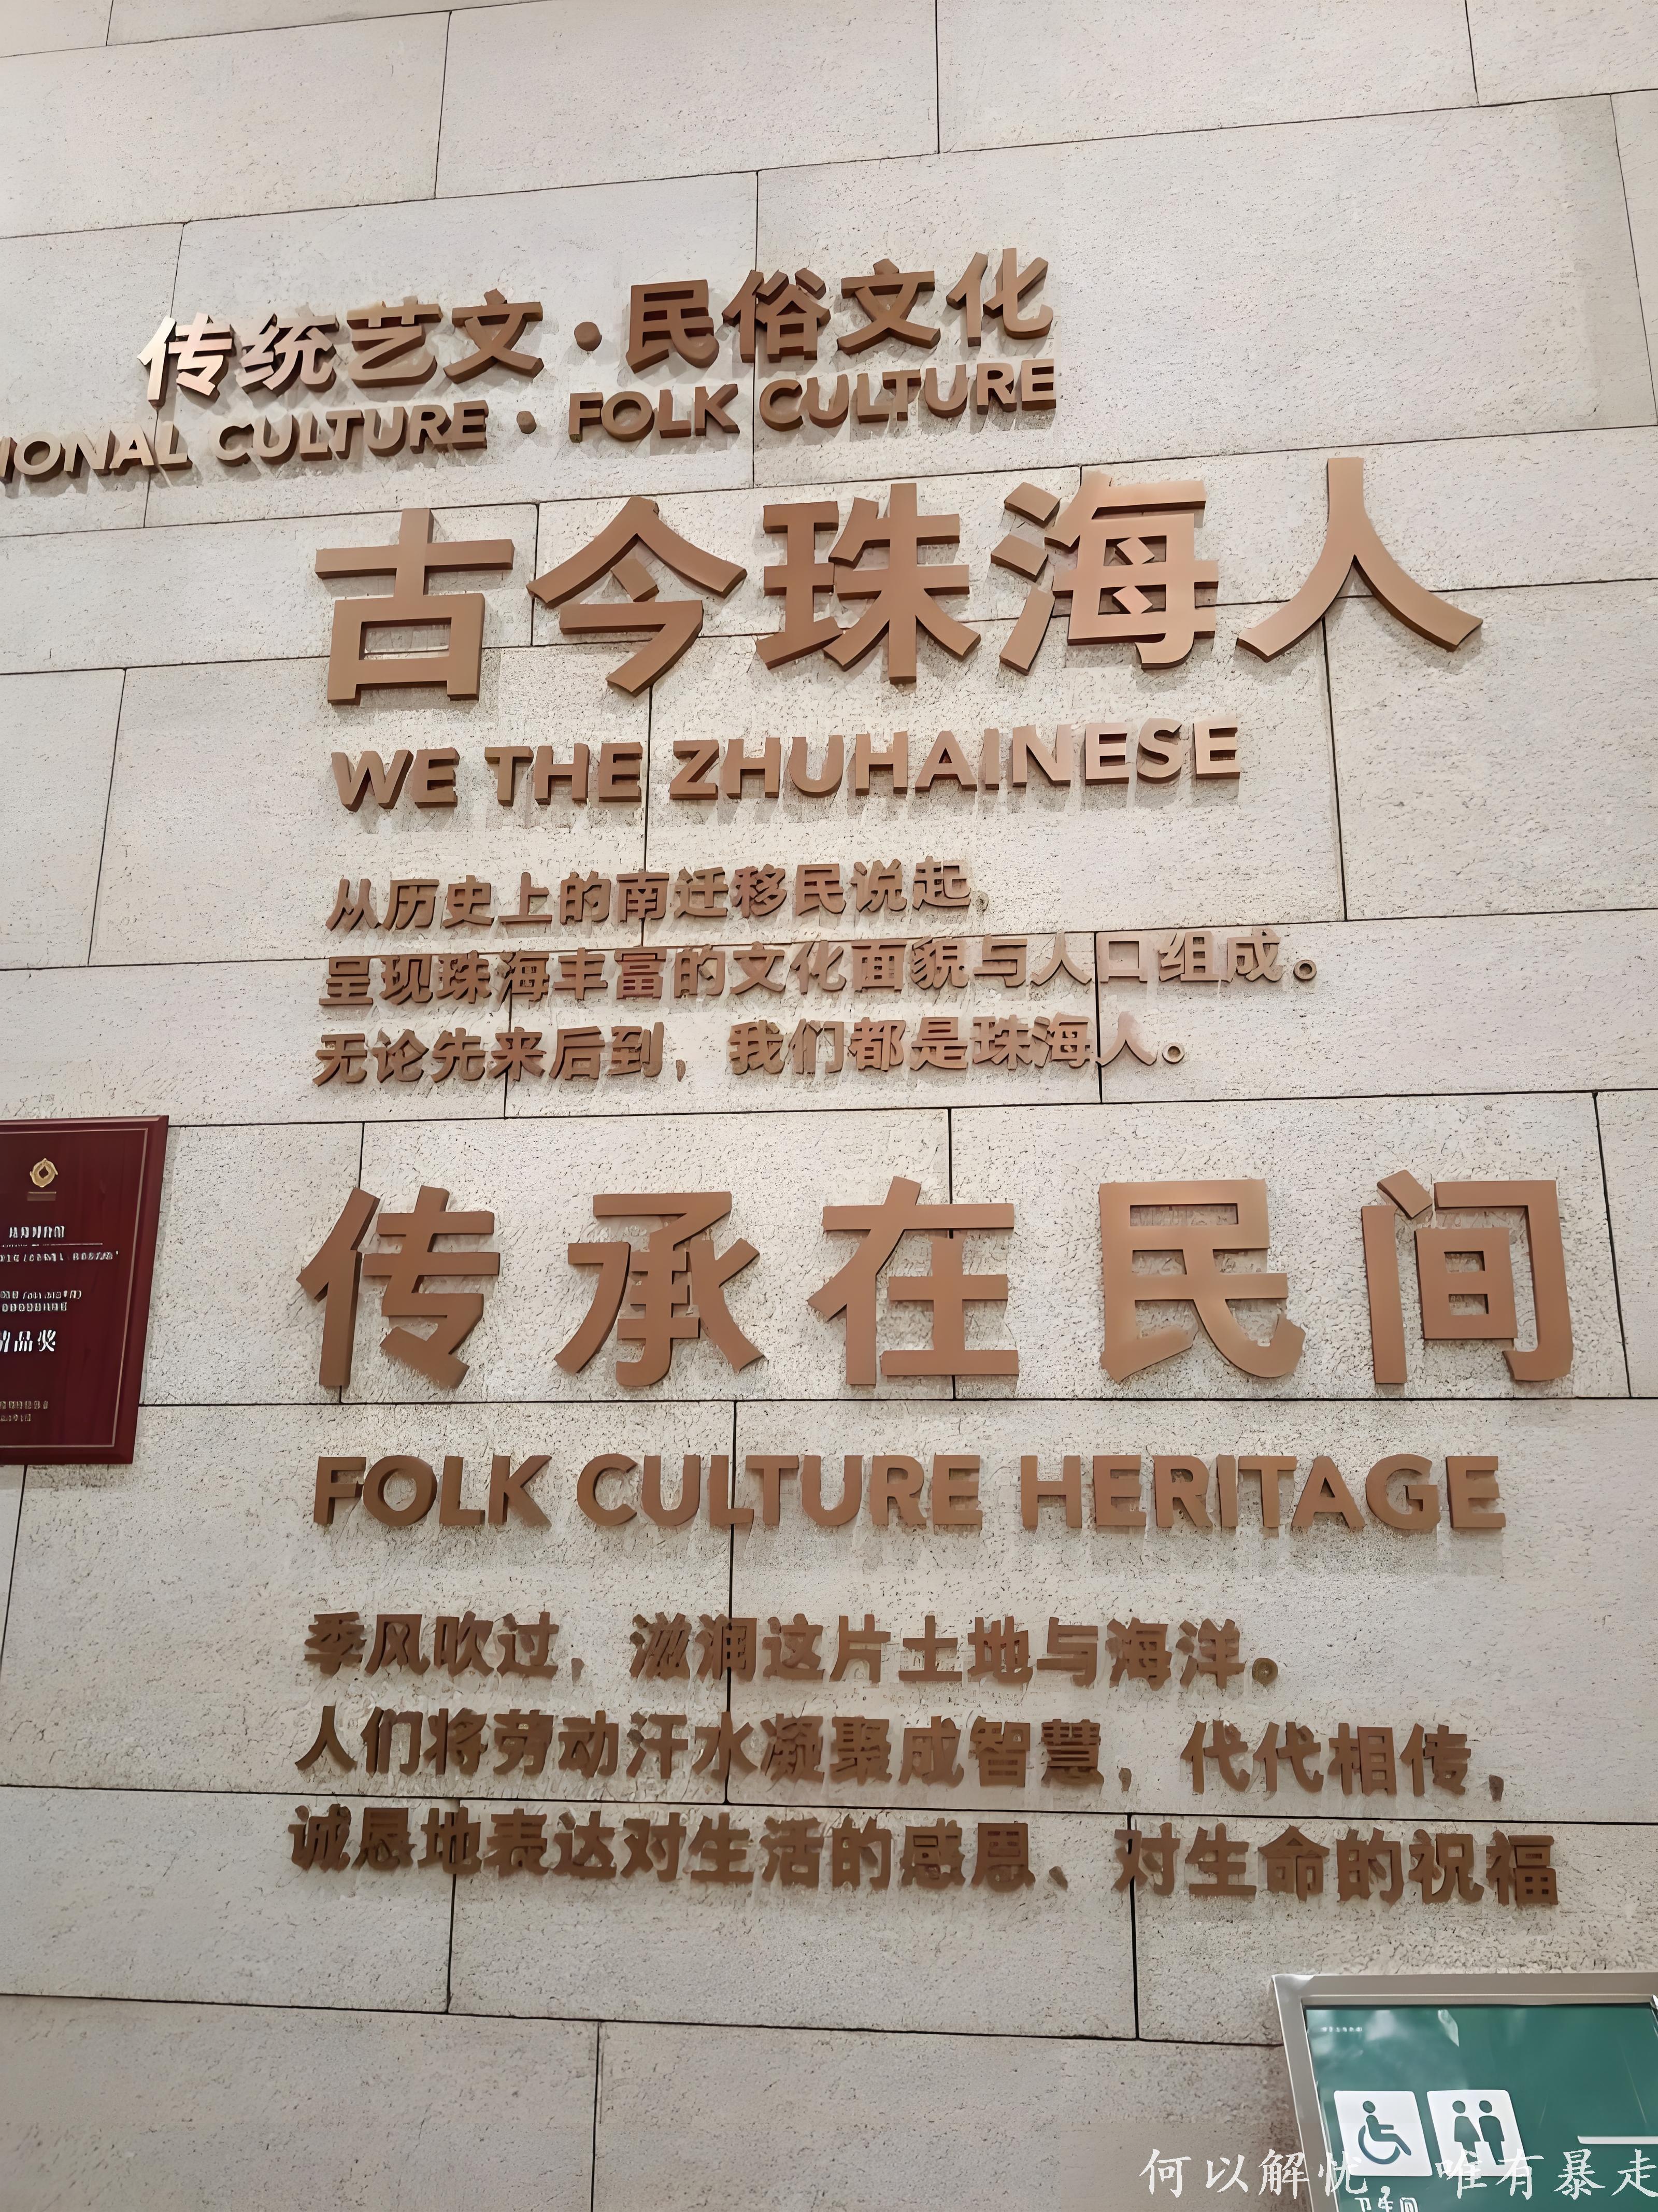 传统艺文·民俗文化
IONAL CULTURE · FOLK CULTURE
古今珠海人
WE THE ZHUHAINESE
从历史上的南迁移民说起，
呈现珠海丰富的文化面貌与人口组成。
无论先来后到，我们都是珠海人。
传承在民间
FOLK CULTURE HERITAGE
季风吹过，滋润这片土地与海洋。
人们将劳动汗水凝聚成智慧，代代相传，
诚恳地表达对生活的感恩、对生命的祝福
精品奖
卫生间
何以解忧 唯有暴走